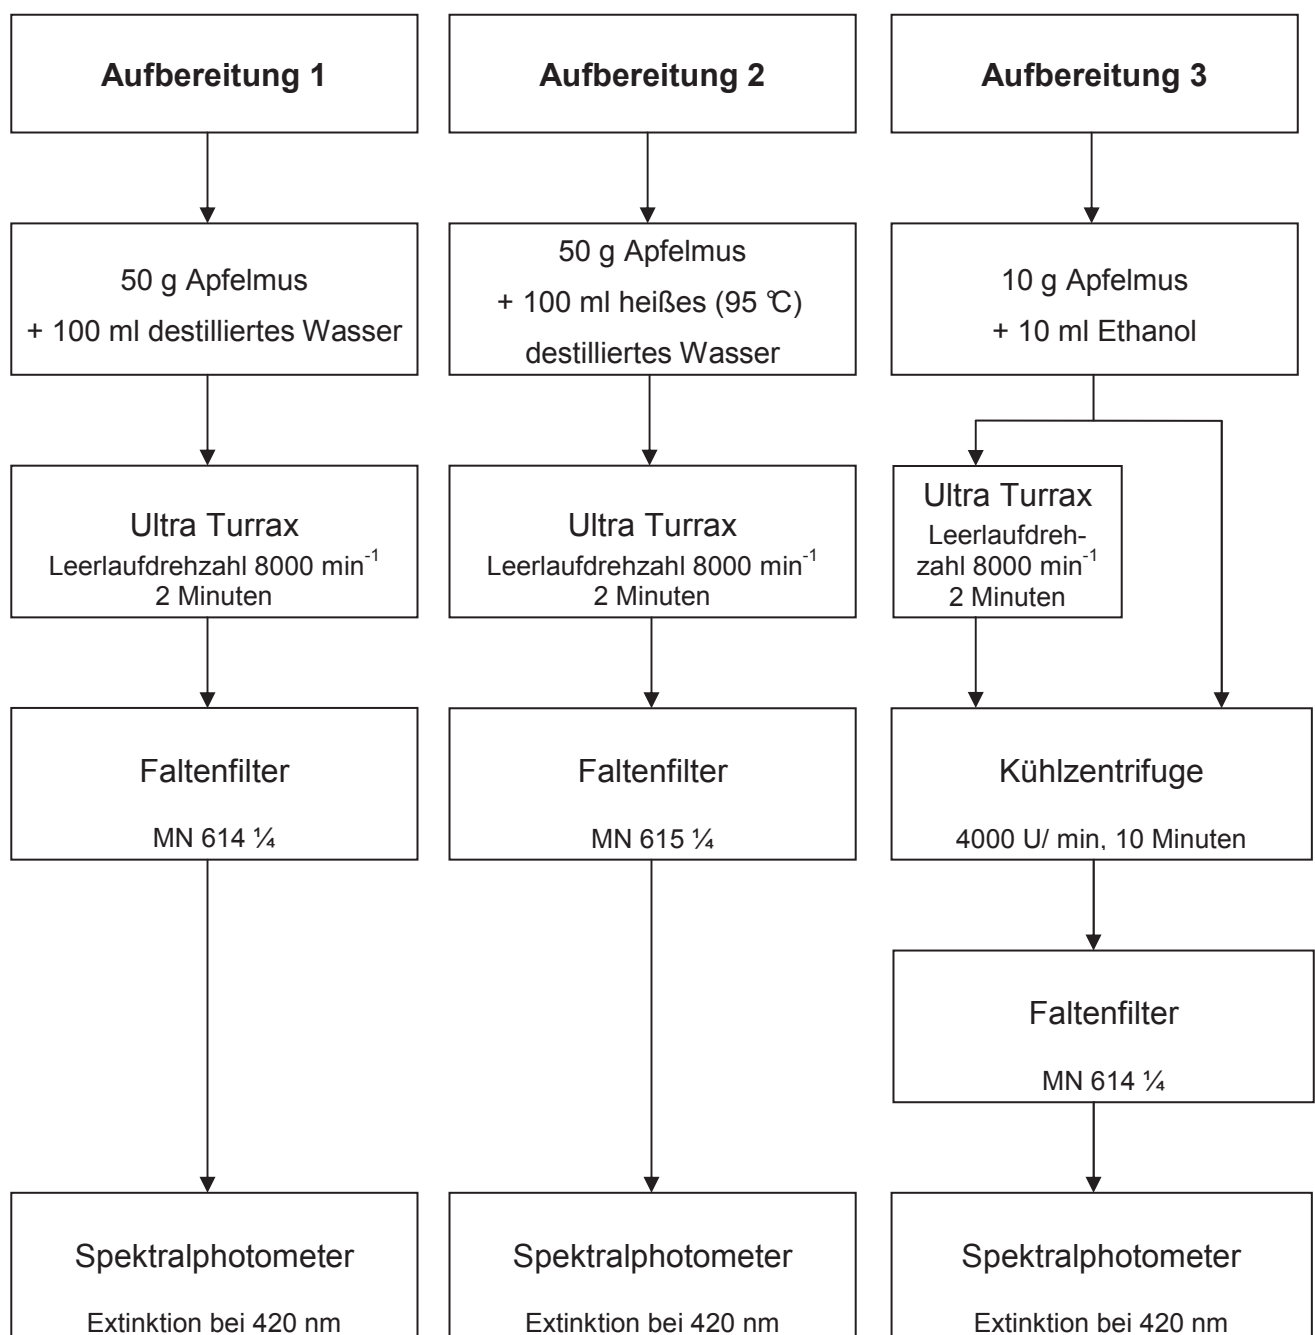 Aufbereitung 1
50 g Apfelmus
+ 100 ml destilliertes Wasser
Ultra Turrax
Leerlaufdrehzahl 8000 min⁻¹
2 Minuten
Faltenfilter
MN 614 ¼
Spektralphotometer
Extinktion bei 420 nm
Aufbereitung 2
50 g Apfelmus
+ 100 ml heißes (95 °C)
destilliertes Wasser
Ultra Turrax
Leerlaufdrehzahl 8000 min⁻¹
2 Minuten
Faltenfilter
MN 615 ¼
Spektralphotometer
Extinktion bei 420 nm
Aufbereitung 3
10 g Apfelmus
+ 10 ml Ethanol
Ultra Turrax
Leerlaufdreh-
zahl 8000 min⁻¹
2 Minuten
Kühlzentrifuge
4000 U/ min, 10 Minuten
Faltenfilter
MN 614 ¼
Spektralphotometer
Extinktion bei 420 nm